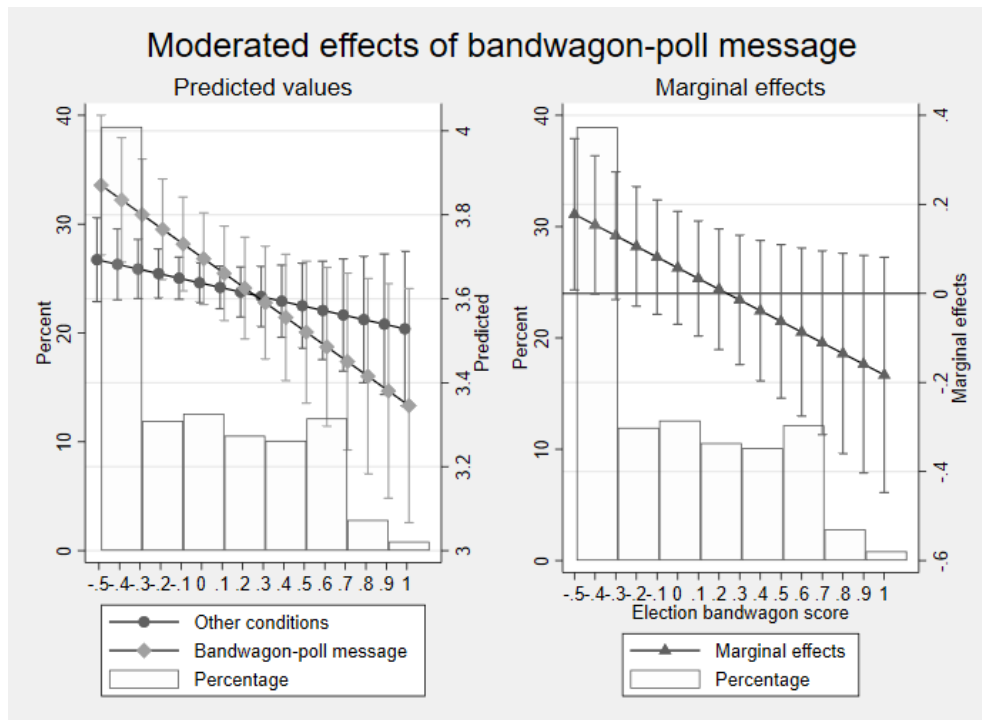 Moderated effects of bandwagon-poll message
Predicted values
Marginal effects
40
30
20
10
0
Percent
4
3.8
3.6
3.4
3.2
3
Predicted
-.5 -.4 -.3 -.2 -.1 0 .1 .2 .3 .4 .5 .6 .7 .8 .9 1
Other conditions
Bandwagon-poll message
Percentage
40
30
20
10
0
Percent
.4
.2
0
-.2
-.4
-.6
Marginal effects
-.5 -.4 -.3 -.2 -.1 0 .1 .2 .3 .4 .5 .6 .7 .8 .9 1
Election bandwagon score
Marginal effects
Percentage